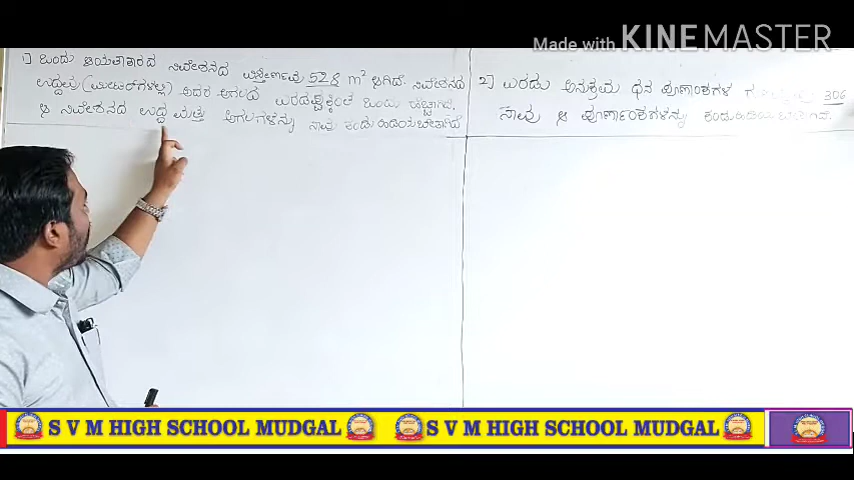 Made with KINEMASTER
1) ಒಂದು ಆಯತಾಕಾರದ ನಿವೇಶನದ ವಿಸ್ತೀರ್ಣವು 528 m² ಆಗಿದೆ. ನಿವೇಶನದ
ಉದ್ದವು (ಮೀಟರ್‌ಗಳಲ್ಲಿ) ಅದರ ಅಗಲದ ಎರಡಷ್ಟಕ್ಕಿಂತ ಒಂದು ಹೆಚ್ಚಾಗಿದೆ.
ಆ ನಿವೇಶನದ ಉದ್ದ ಮತ್ತು ಅಗಲಗಳನ್ನು ನಾವು ಕಂಡು ಹಿಡಿಯಬೇಕಾಗಿದೆ
2) ಎರಡು ಅನುಕ್ರಮ ಧನ ಪೂರ್ಣಾಂಕಗಳ 306
ನಾವು ಆ ಪೂರ್ಣಾಂಕಗಳನ್ನು ಕಂಡುಹಿಡಿಯಬೇಕಾಗಿದೆ.
S V M HIGH SCHOOL MUDGAL S V M HIGH SCHOOL MUDGAL